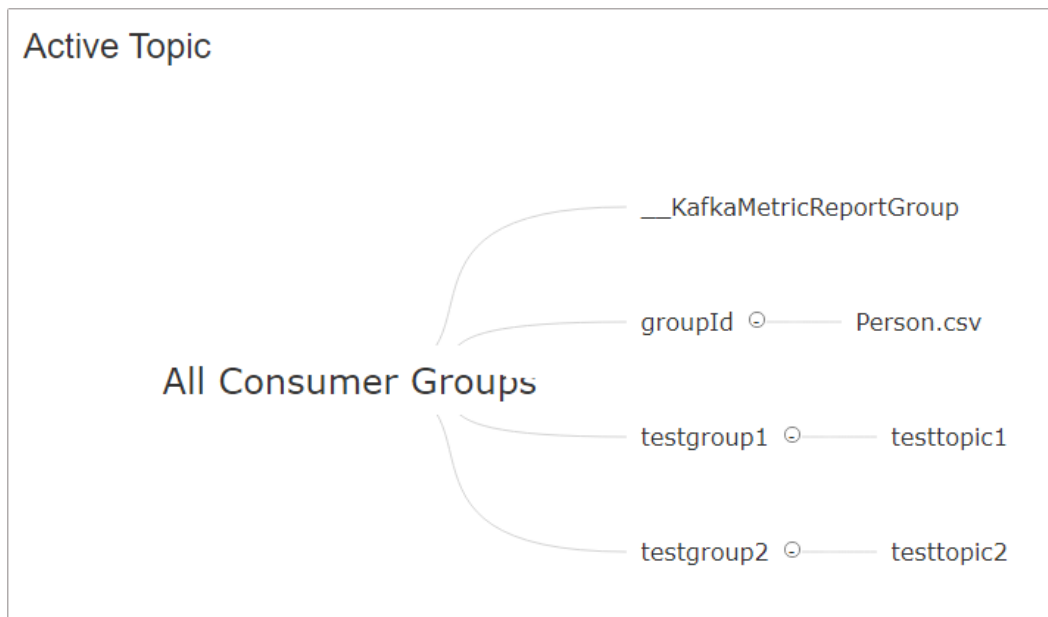 Active Topic
__KafkaMetricReportGroup
groupId - Person.csv
All Consumer Groups
testgroup1 - testtopic1
testgroup2 - testtopic2